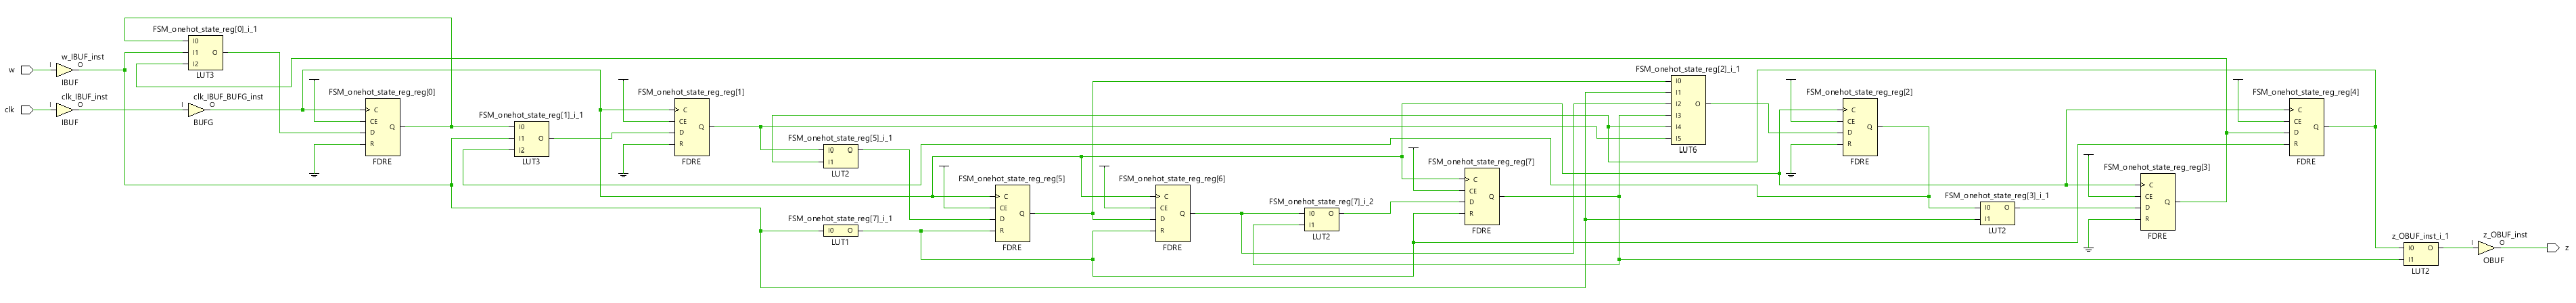 FSM_onehot_state_reg[0]_i_1
I0
I1 O
I2
LUT3
w
w_IBUF_inst
I O
IBUF
clk
clk_IBUF_inst
I O
IBUF
clk_IBUF_BUFG_inst
I O
BUFG
FSM_onehot_state_reg_reg[0]
C
CE
D Q
R
FDRE
FSM_onehot_state_reg[1]_i_1
I0
I1 O
I2
LUT3
FSM_onehot_state_reg_reg[1]
C
CE
D Q
R
FDRE
FSM_onehot_state_reg[5]_i_1
I0 O
I1
LUT2
FSM_onehot_state_reg[7]_i_1
I0 O
LUT1
FSM_onehot_state_reg_reg[5]
C
CE
D Q
R
FDRE
FSM_onehot_state_reg_reg[6]
C
CE
D Q
R
FDRE
FSM_onehot_state_reg[7]_i_2
I0 O
I1
LUT2
FSM_onehot_state_reg_reg[7]
C
CE
D Q
R
FDRE
FSM_onehot_state_reg[2]_i_1
I0
I1
I2 O
I3
I4
I5
LUT6
FSM_onehot_state_reg_reg[2]
C
CE
D Q
R
FDRE
FSM_onehot_state_reg[3]_i_1
I0 O
I1
LUT2
FSM_onehot_state_reg_reg[3]
C
CE
D Q
R
FDRE
FSM_onehot_state_reg_reg[4]
C
CE
D Q
R
FDRE
z_OBUF_inst_i_1
I0 O
I1
LUT2
z_OBUF_inst
I O
OBUF
z